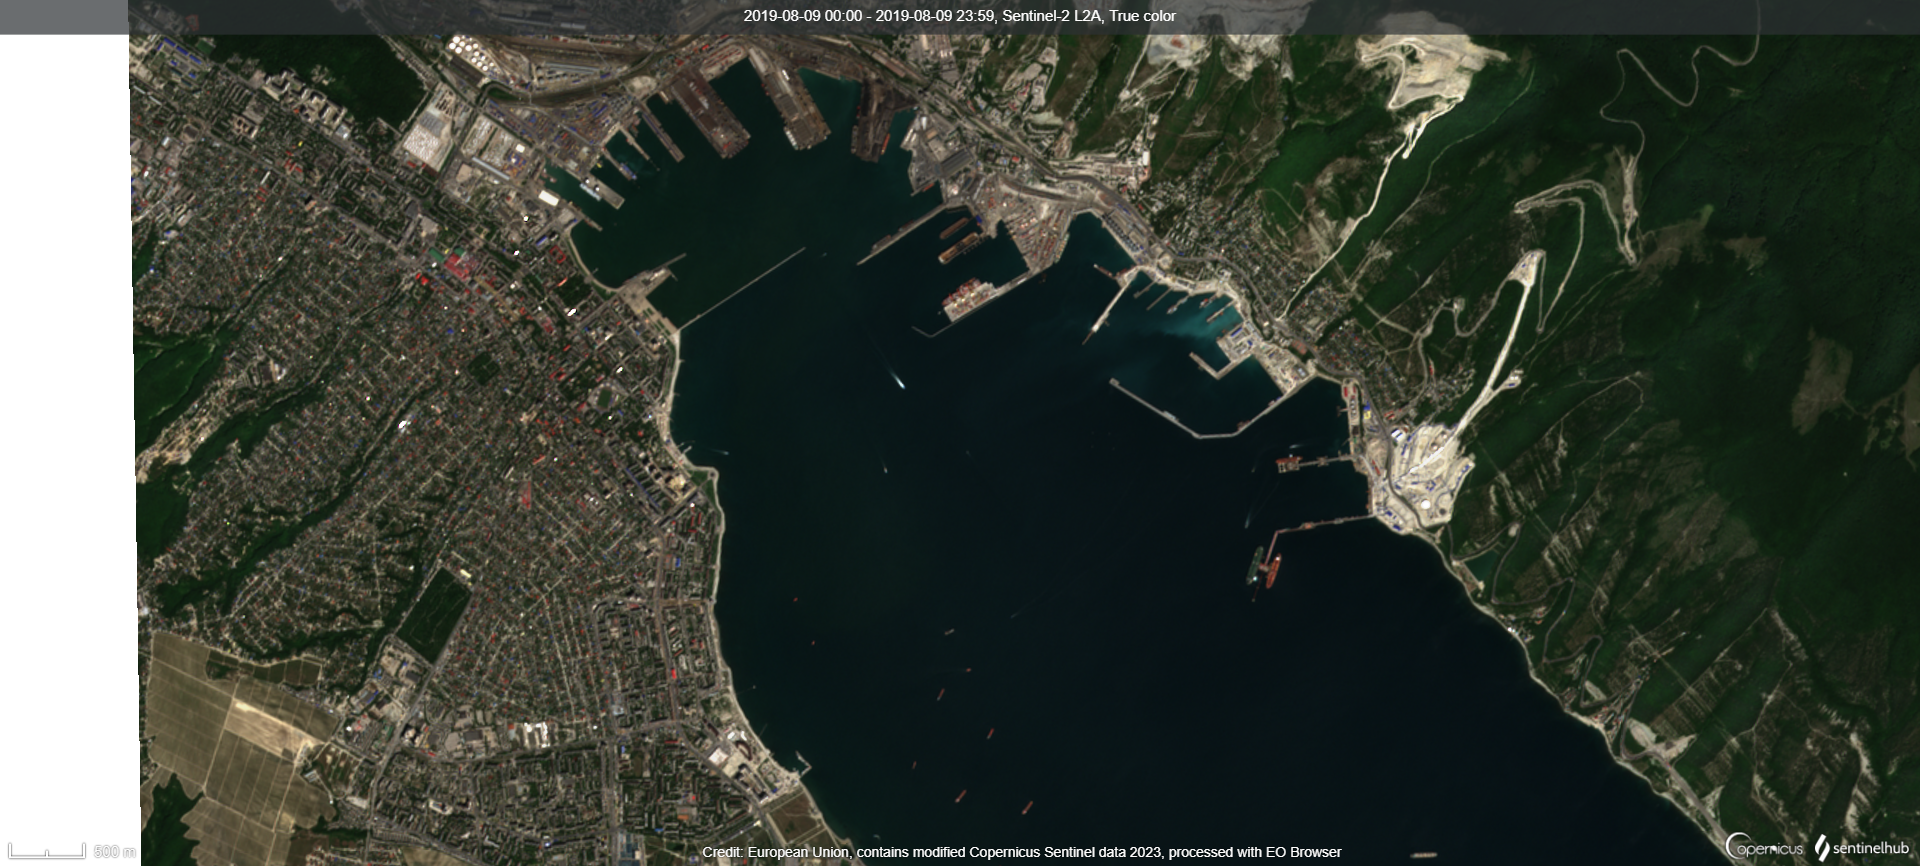 2019-08-09 00:00 - 2019-08-09 23:59, Sentinel-2 L2A, True color
500 m
Credit: European Union, contains modified Copernicus Sentinel data 2023, processed with EO Browser
opernicus
sentinelhub